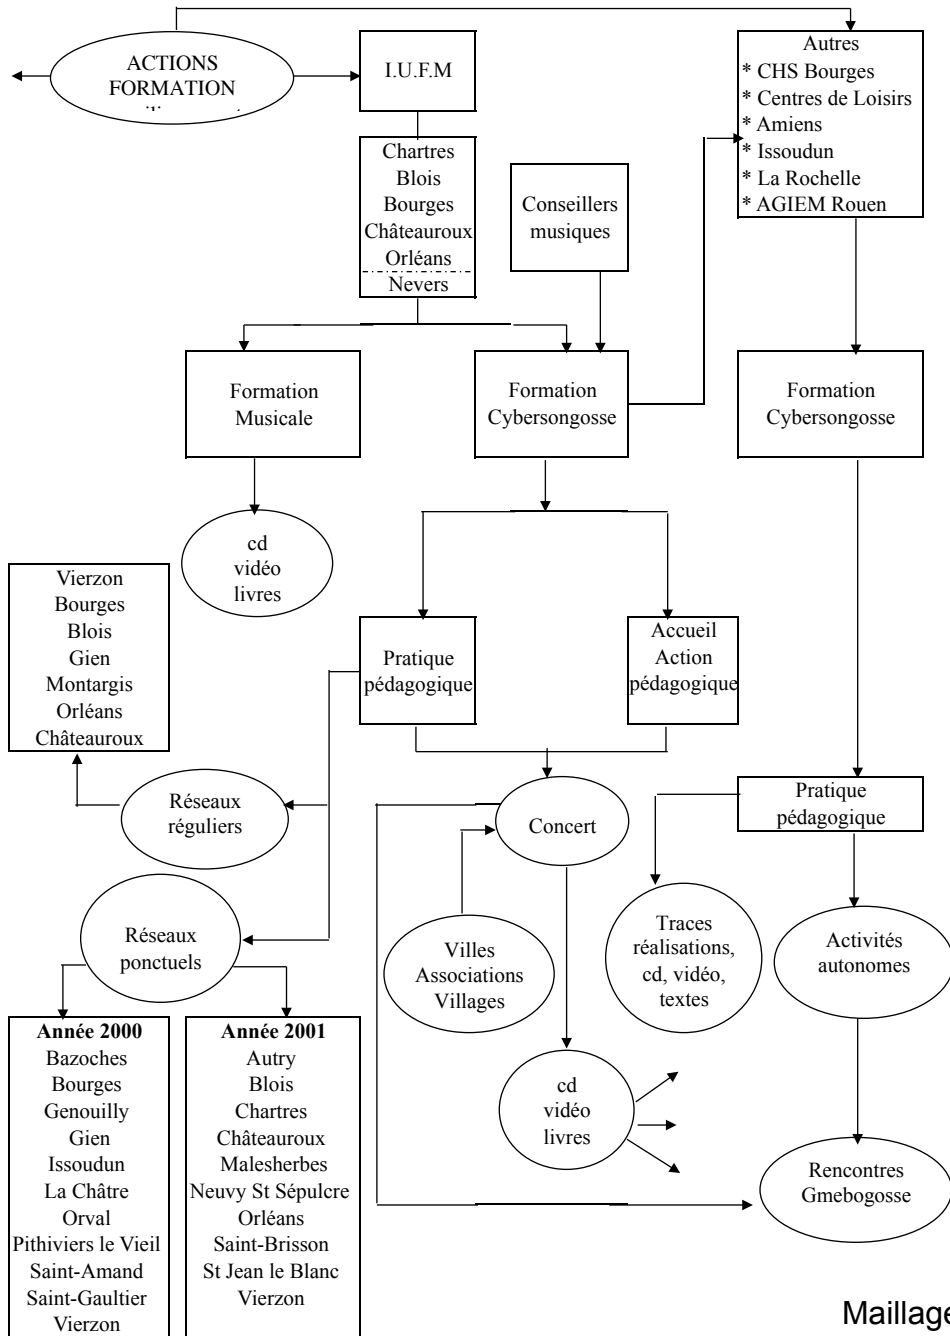 ACTIONS
FORMATION
I.U.F.M
Autres
* CHS Bourges
* Centres de Loisirs
* Amiens
* Issoudun
* La Rochelle
* AGIEM Rouen
Chartres
Blois
Bourges
Châteauroux
Orléans
Nevers
Conseillers
musiques
Formation
Musicale
Formation
Cybersongosse
Formation
Cybersongosse
cd
vidéo
livres
Vierzon
Bourges
Blois
Gien
Montargis
Orléans
Châteauroux
Pratique
pédagogique
Accueil
Action
pédagogique
Réseaux
réguliers
Concert
Pratique
pédagogique
Réseaux
ponctuels
Villes
Associations
Villages
Traces
réalisations,
cd, vidéo,
textes
Activités
autonomes
Année 2000
Bazoches
Bourges
Genouilly
Gien
Issoudun
La Châtre
Orval
Pithiviers le Vieil
Saint-Amand
Saint-Gaultier
Vierzon
Année 2001
Autry
Blois
Chartres
Châteauroux
Malesherbes
Neuvy St Sépulcre
Orléans
Saint-Brisson
St Jean le Blanc
Vierzon
cd
vidéo
livres
Rencontres
Gmebogosse
Maillage